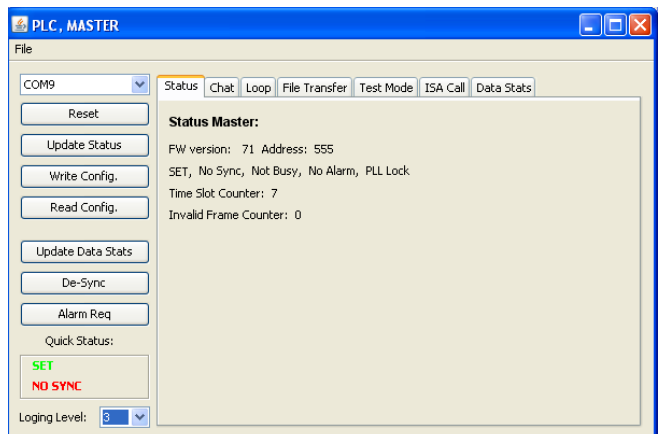 PLC, MASTER
File
COM9
Reset
Update Status
Write Config.
Read Config.
Update Data Stats
De-Sync
Alarm Req
Quick Status:
SET
NO SYNC
Loging Level: 3
Status Chat Loop File Transfer Test Mode ISA Call Data Stats
Status Master:
FW version: 71 Address: 555
SET, No Sync, Not Busy, No Alarm, PLL Lock
Time Slot Counter: 7
Invalid Frame Counter: 0